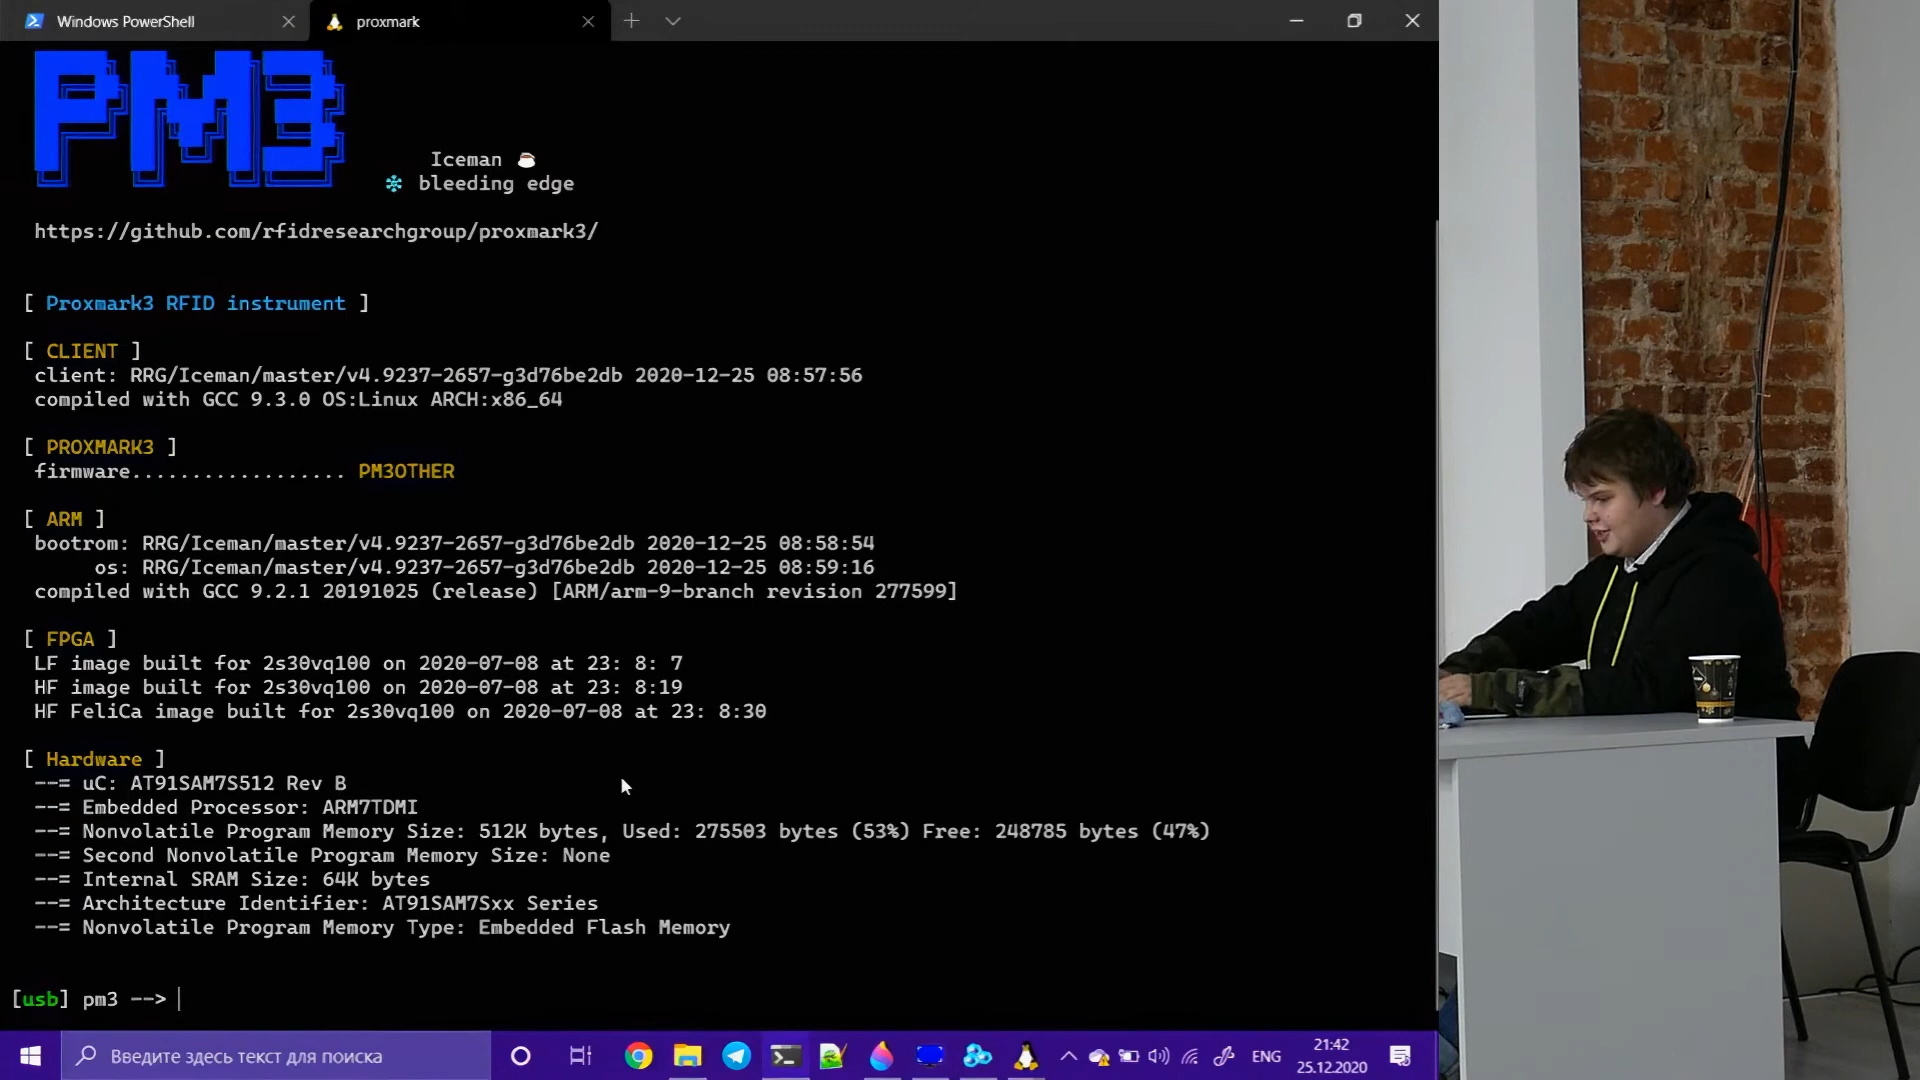 Windows PowerShell
proxmark
PM3
Iceman ☕
❄ bleeding edge
https://github.com/rfidresearchgroup/proxmark3/
[ Proxmark3 RFID instrument ]
[ CLIENT ]
client: RRG/Iceman/master/v4.9237-2657-g3d76be2db 2020-12-25 08:57:56
compiled with GCC 9.3.0 OS:Linux ARCH:x86_64
[ PROXMARK3 ]
firmware.................. PM3OTHER
[ ARM ]
bootrom: RRG/Iceman/master/v4.9237-2657-g3d76be2db 2020-12-25 08:58:54
os: RRG/Iceman/master/v4.9237-2657-g3d76be2db 2020-12-25 08:59:16
compiled with GCC 9.2.1 20191025 (release) [ARM/arm-9-branch revision 277599]
[ FPGA ]
LF image built for 2s30vq100 on 2020-07-08 at 23: 8: 7
HF image built for 2s30vq100 on 2020-07-08 at 23: 8:19
HF FeliCa image built for 2s30vq100 on 2020-07-08 at 23: 8:30
[ Hardware ]
--= uC: AT91SAM7S512 Rev B
--= Embedded Processor: ARM7TDMI
--= Nonvolatile Program Memory Size: 512K bytes, Used: 275503 bytes (53%) Free: 248785 bytes (47%)
--= Second Nonvolatile Program Memory Size: None
--= Internal SRAM Size: 64K bytes
--= Architecture Identifier: AT91SAM7Sxx Series
--= Nonvolatile Program Memory Type: Embedded Flash Memory
[usb] pm3 -->
Введите здесь текст для поиска
ENG
21:42
25.12.2020